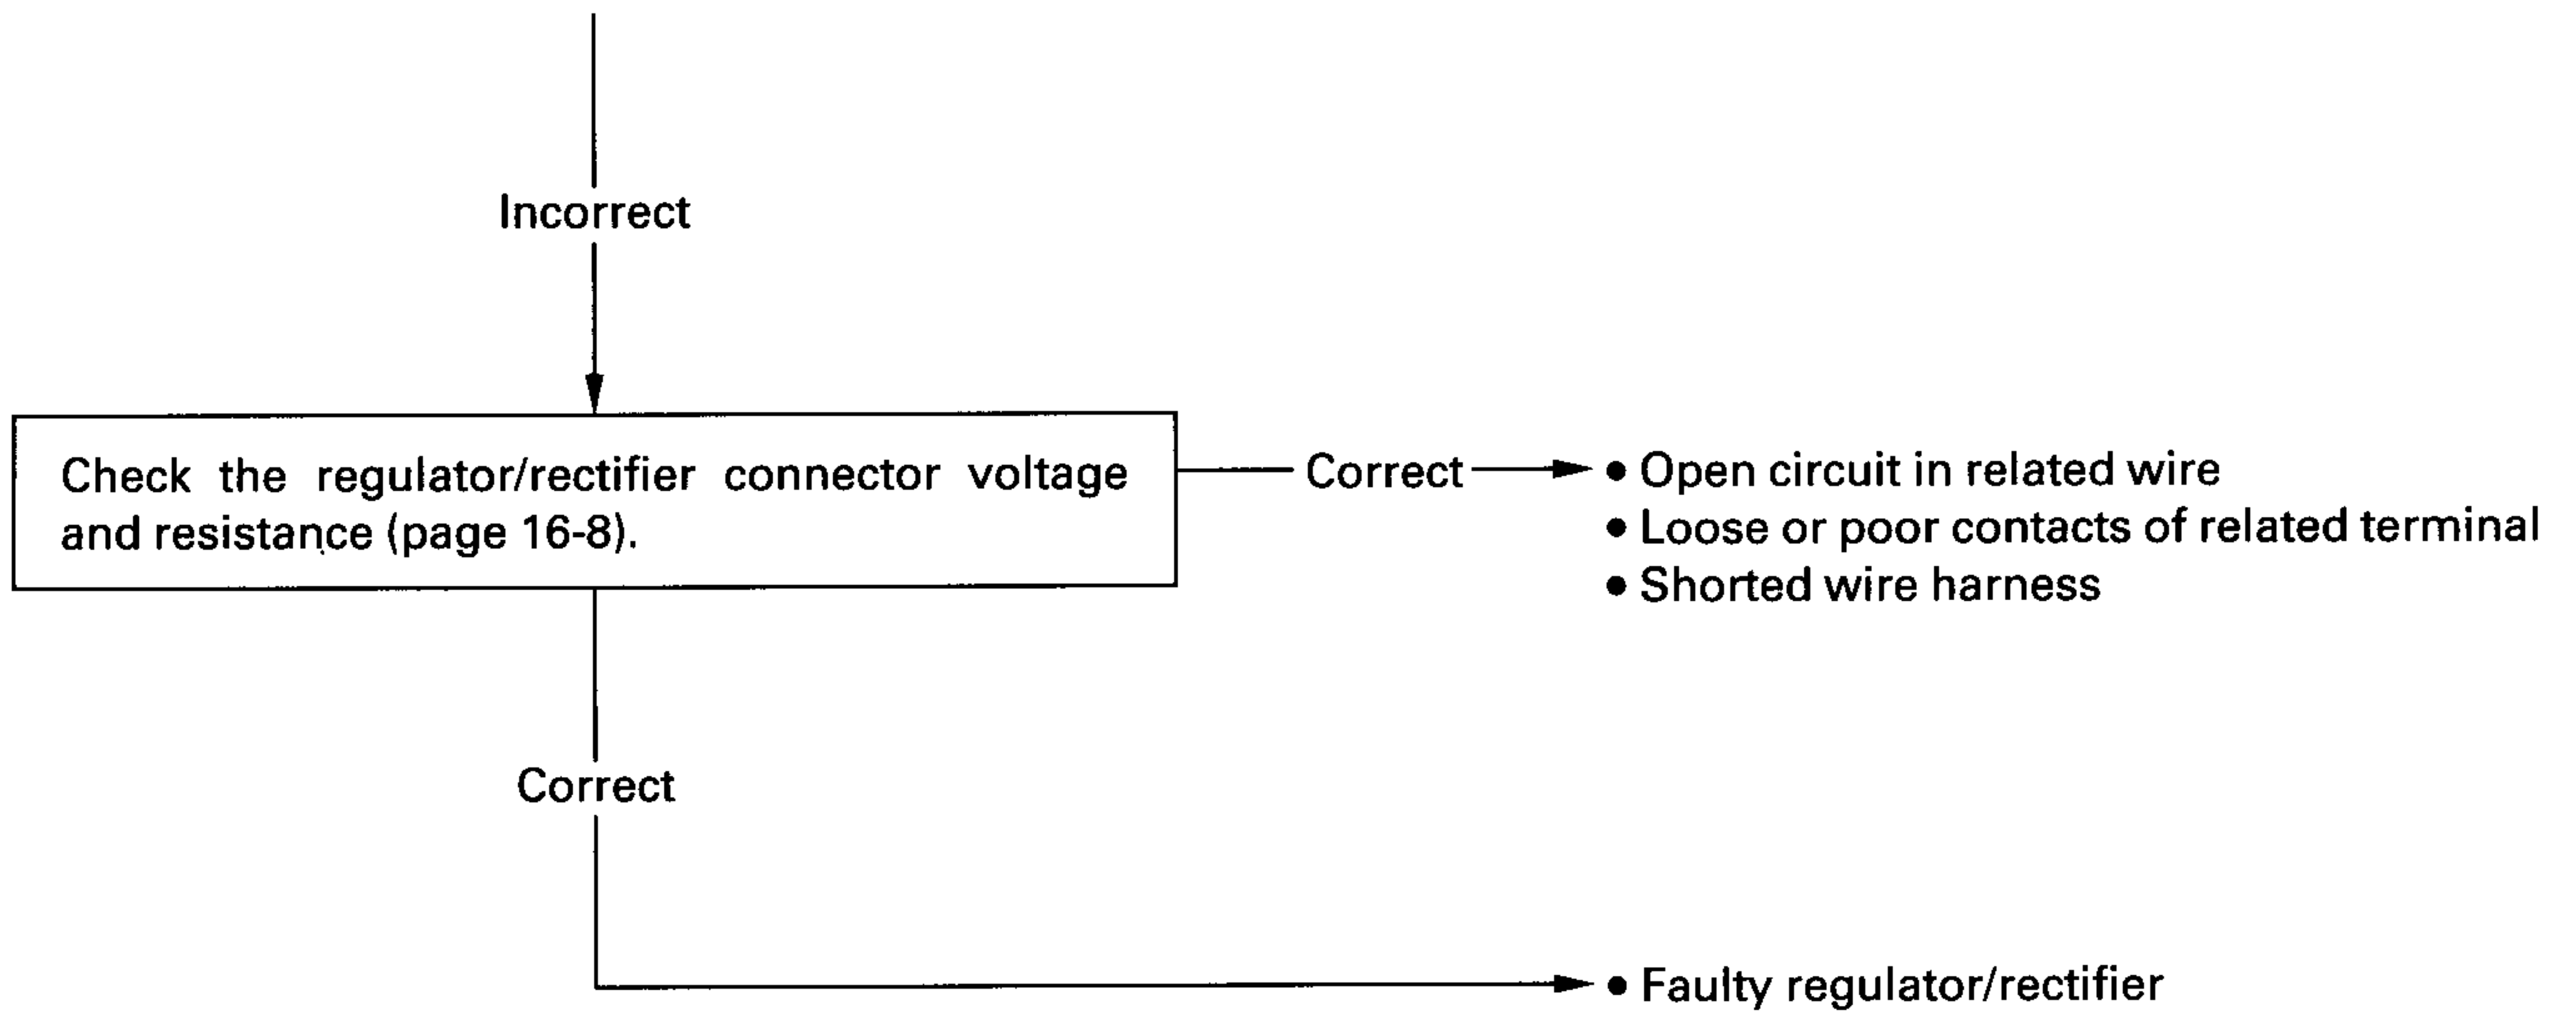 Incorrect
Check the regulator/rectifier connector voltage
and resistance (page 16-8).
Correct
• Open circuit in related wire
• Loose or poor contacts of related terminal
• Shorted wire harness
Correct
• Faulty regulator/rectifier